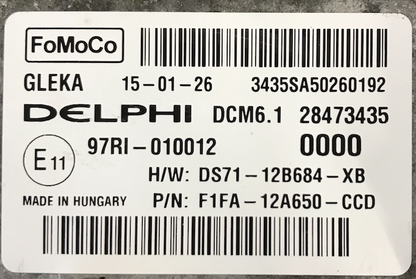 FoMoCo
GLEKA 15-01-26 3435SA50260192
DELPHI DCM6.1 28473435
97RI-010012 0000
E11
H/W: DS71-12B684-XB
MADE IN HUNGARY P/N: F1FA-12A650-CCD